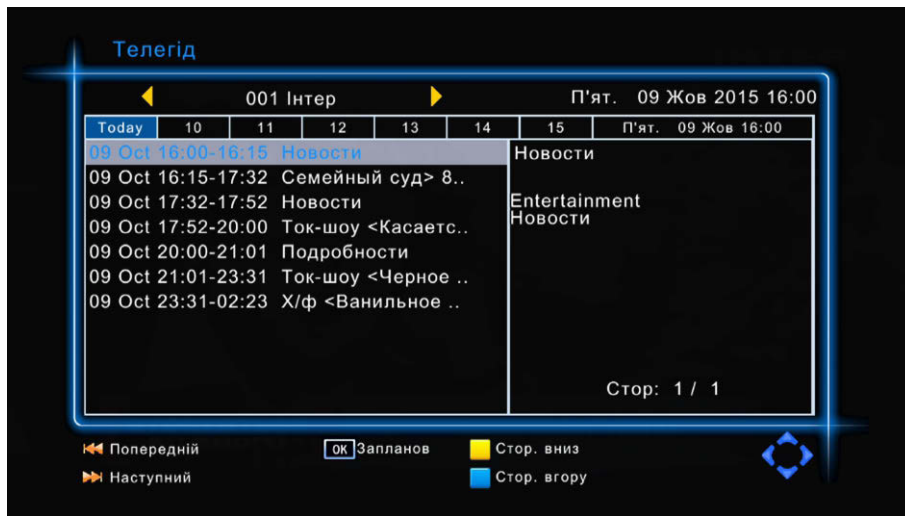 Телегід
001 Інтер П'ят. 09 Жов 2015 16:00
Today 10 11 12 13 14 15 П'ят. 09 Жов 16:00
09 Oct 16:00-16:15 Новости
09 Oct 16:15-17:32 Семейный суд> 8..
09 Oct 17:32-17:52 Новости
09 Oct 17:52-20:00 Ток-шоу <Касаетс..
09 Oct 20:00-21:01 Подробности
09 Oct 21:01-23:31 Ток-шоу <Черное ..
09 Oct 23:31-02:23 Х/ф <Ванильное ..
Новости
Entertainment
Новости
Стор: 1 / 1
Попередній OK Запланов Стор. вниз
Наступний Стор. вгору